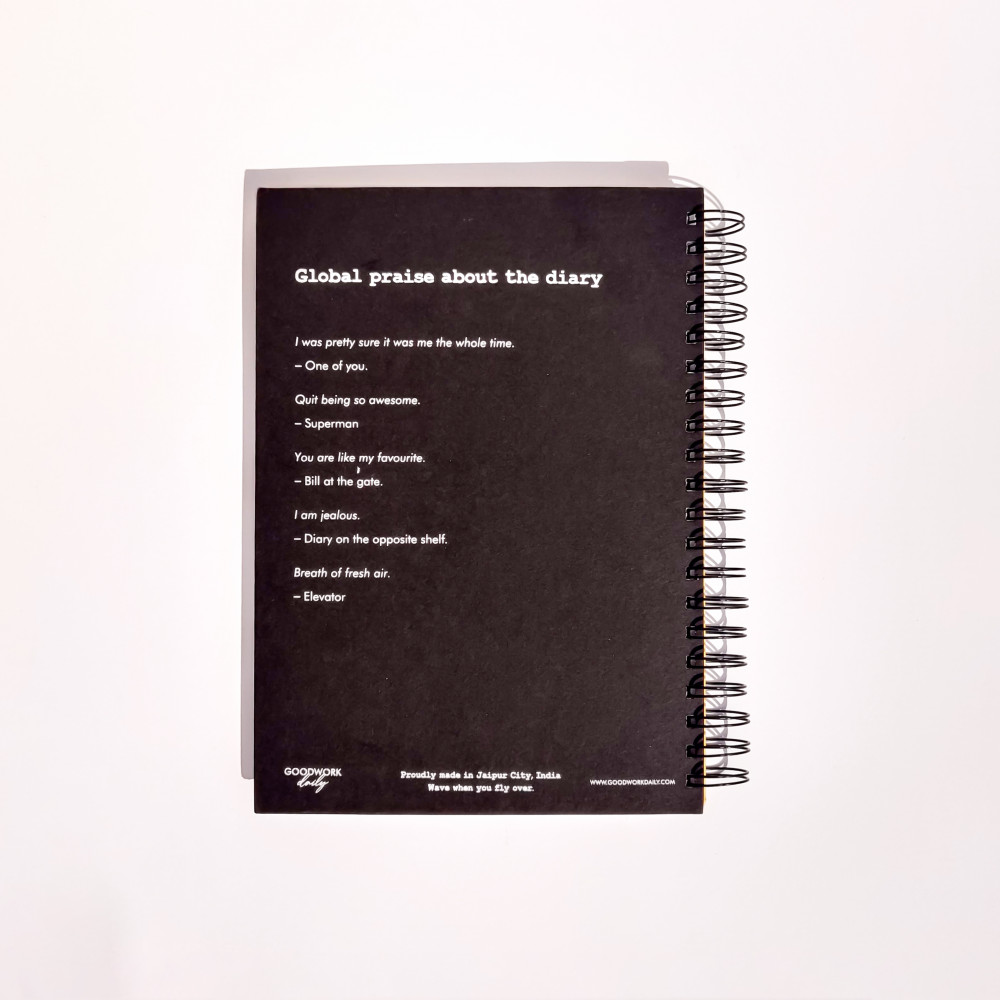 Global praise about the diary
I was pretty sure it was me the whole time.
– One of you.
Quit being so awesome.
– Superman
You are like my favourite.
– Bill at the gate.
I am jealous.
– Diary on the opposite shelf.
Breath of fresh air.
– Elevator
GOODWORK
daily
Proudly made in Jaipur City, India
Wave when you fly over.
WWW.GOODWORKDAILY.COM